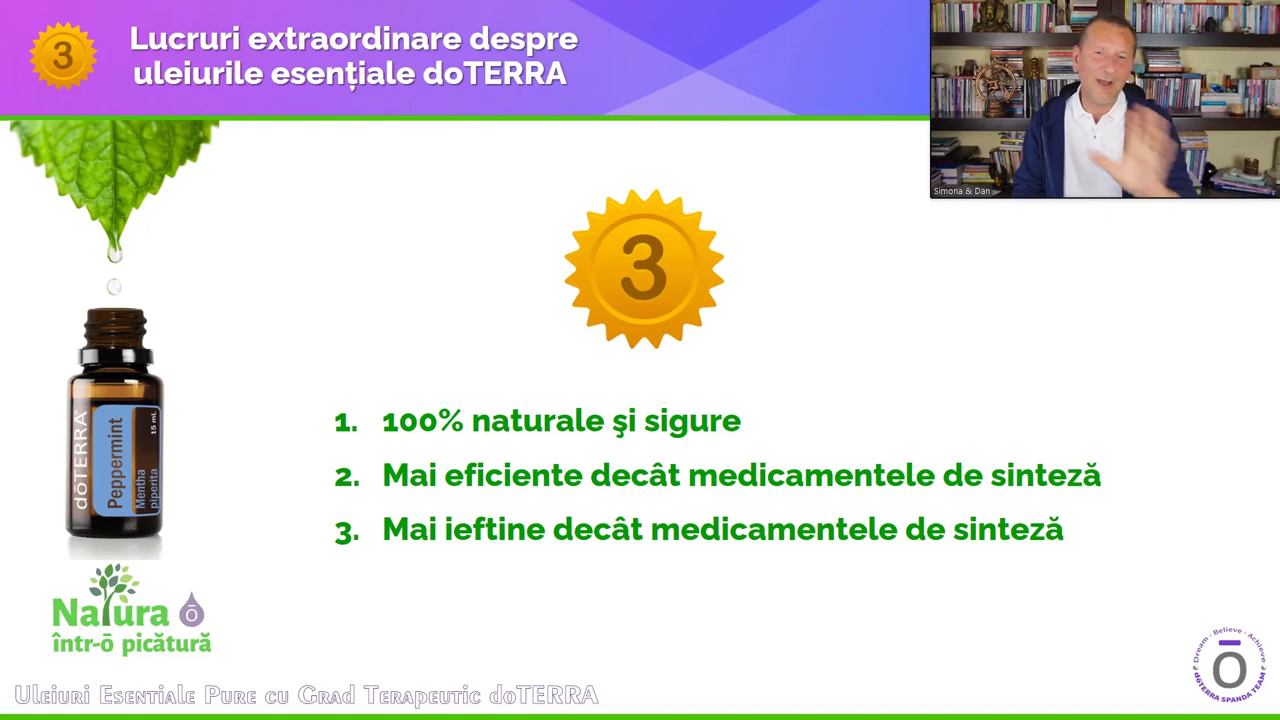 3
Lucruri extraordinare despre
uleiurile esențiale doTERRA
Simona & Dan
3
1. 100% naturale şi sigure
2. Mai eficiente decât medicamentele de sinteză
3. Mai ieftine decât medicamentele de sinteză
dōTERRA
Peppermint
Mentha
piperita
15 mL
Natura ō
într-ō picătură
Dream - Believe - Achieve
ō
dōTERRA SPANDA TEAM
Uleiuri Esentiale Pure cu Grad Terapeutic doTERRA